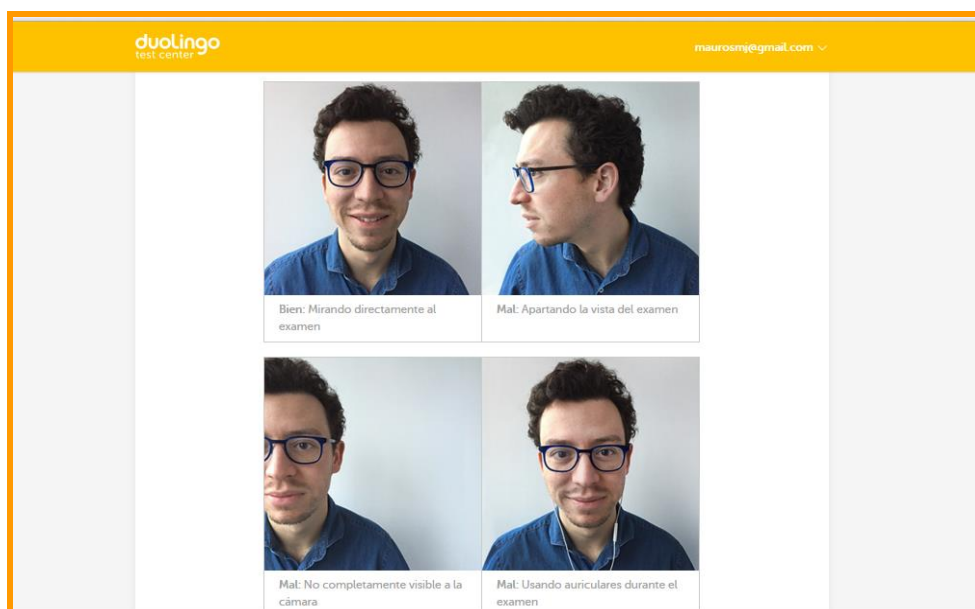 duolingo
test center
maurosmj@gmail.com
Bien: Mirando directamente al
examen
Mal: Apartando la vista del examen
Mal: No completamente visible a la
cámara
Mal: Usando auriculares durante el
examen